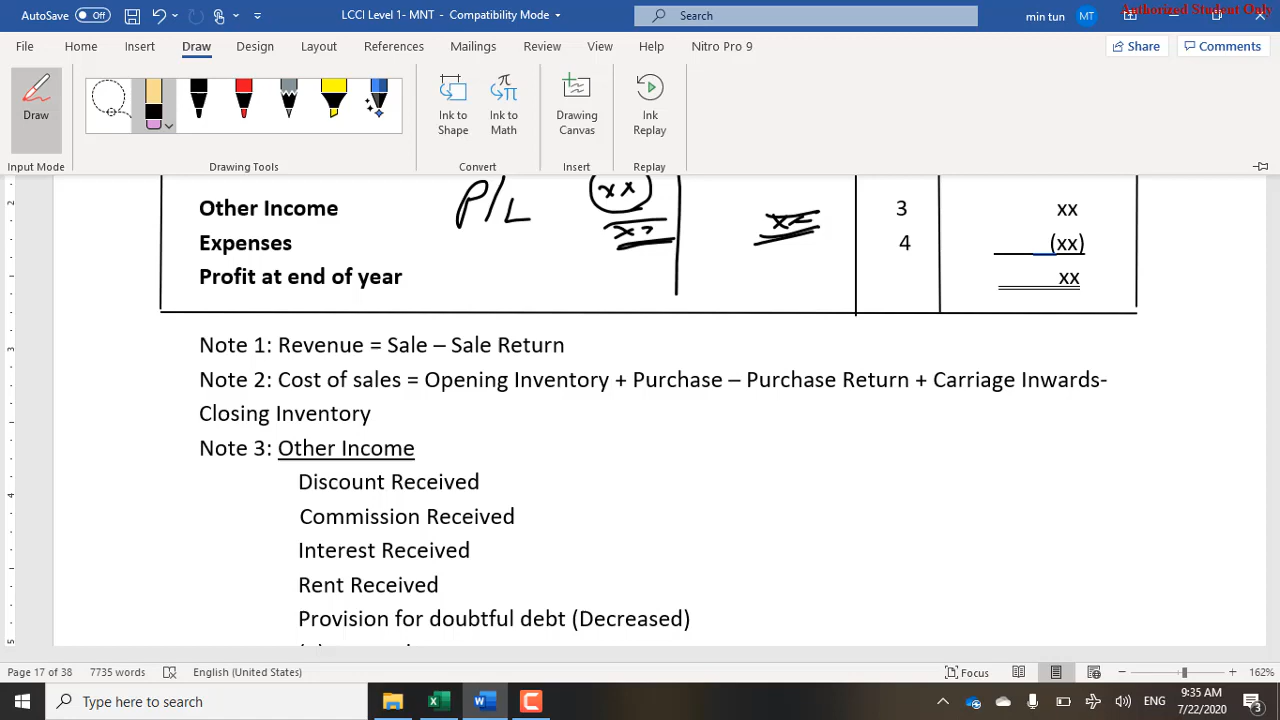 AutoSave Off
LCCI Level 1- MNT - Compatibility Mode
Search
min tun
MT
Authorized Student Only
File Home Insert Draw Design Layout References Mailings Review View Help Nitro Pro 9
Share
Comments
Draw
Ink to Shape
Ink to Math
Drawing Canvas
Ink Replay
Input Mode
Drawing Tools
Convert
Insert
Replay
P/L
xx
Other Income 3 xx
Expenses 4 (xx)
Profit at end of year xx
Note 1: Revenue = Sale – Sale Return
Note 2: Cost of sales = Opening Inventory + Purchase – Purchase Return + Carriage Inwards-
Closing Inventory
Note 3: Other Income
Discount Received
Commission Received
Interest Received
Rent Received
Provision for doubtful debt (Decreased)
Page 17 of 38
7735 words
English (United States)
Focus
162%
Type here to search
ENG
9:35 AM
7/22/2020
3